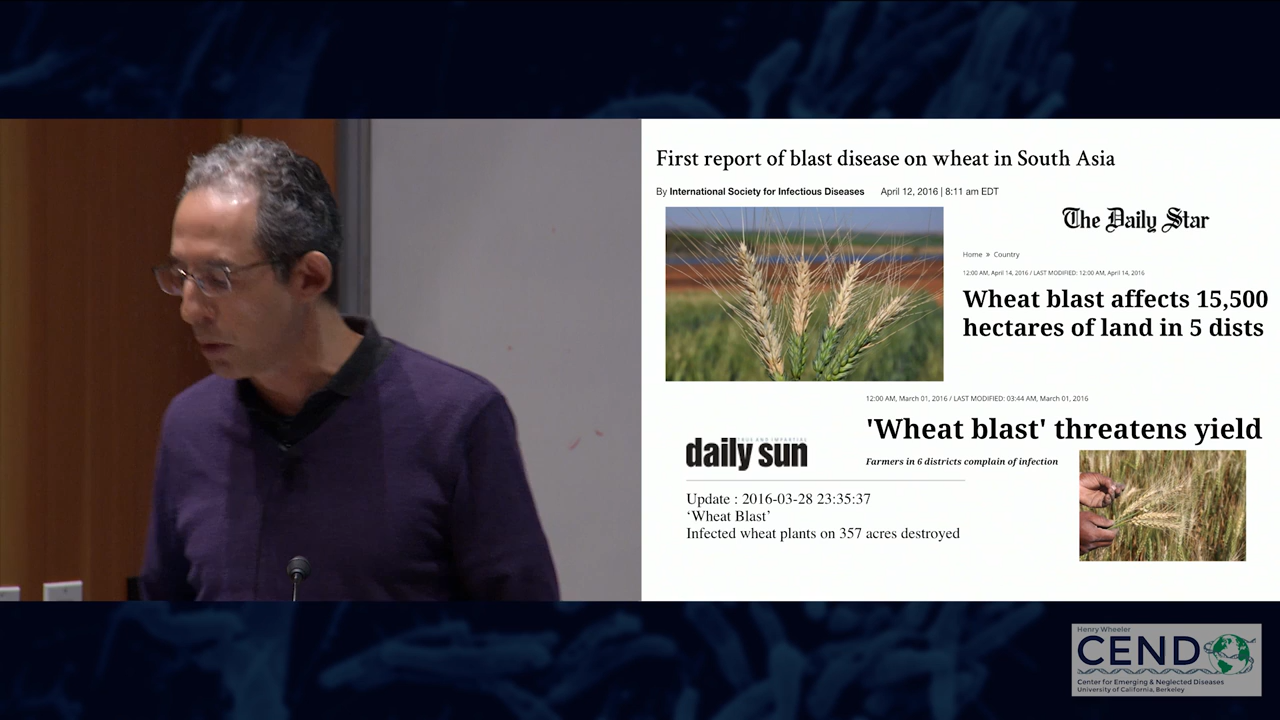 First report of blast disease on wheat in South Asia
By International Society for Infectious Diseases April 12, 2016 | 8:11 am EDT
The Daily Star
Home » Country
12:00 AM, April 14, 2016 / LAST MODIFIED: 12:00 AM, April 14, 2016
Wheat blast affects 15,500
hectares of land in 5 dists
12:00 AM, March 01, 2016 / LAST MODIFIED: 03:44 AM, March 01, 2016
'Wheat blast' threatens yield
Farmers in 6 districts complain of infection
TRUE AND IMPARTIAL
daily sun
Update : 2016-03-28 23:35:37
‘Wheat Blast’
Infected wheat plants on 357 acres destroyed
Henry Wheeler
CEND
Center for Emerging & Neglected Diseases
University of California, Berkeley